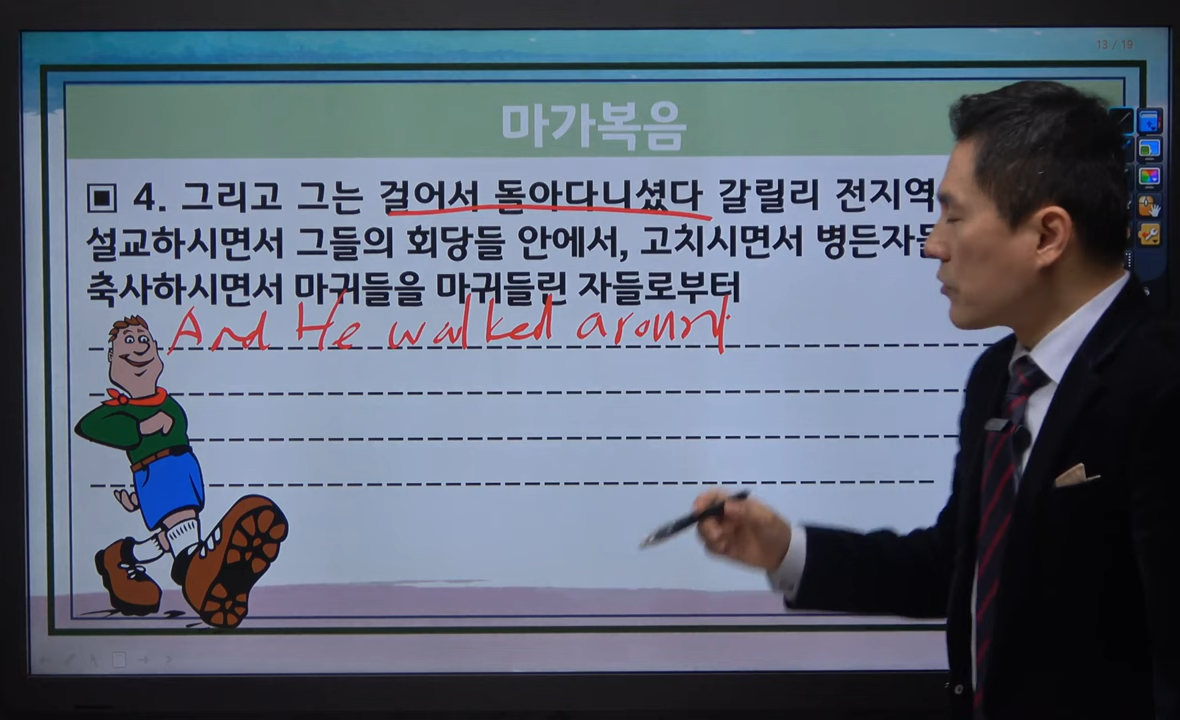 13 / 19
마가복음
▣ 4. 그리고 그는 걸어서 돌아다니셨다 갈릴리 전지역
설교하시면서 그들의 회당들 안에서, 고치시면서 병든자들
축사하시면서 마귀들을 마귀들린 자들로부터
And He walked around